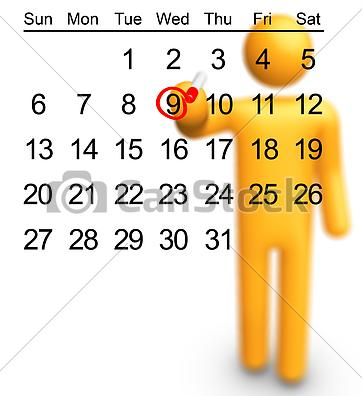 Sun Mon Tue Wed Thu Fri Sat
1 2 3 4 5
6 7 8 9 10 11 12
13 14 15 16 17 18 19
20 21 22 23 24 25 26
CanStock
27 28 29 30 31